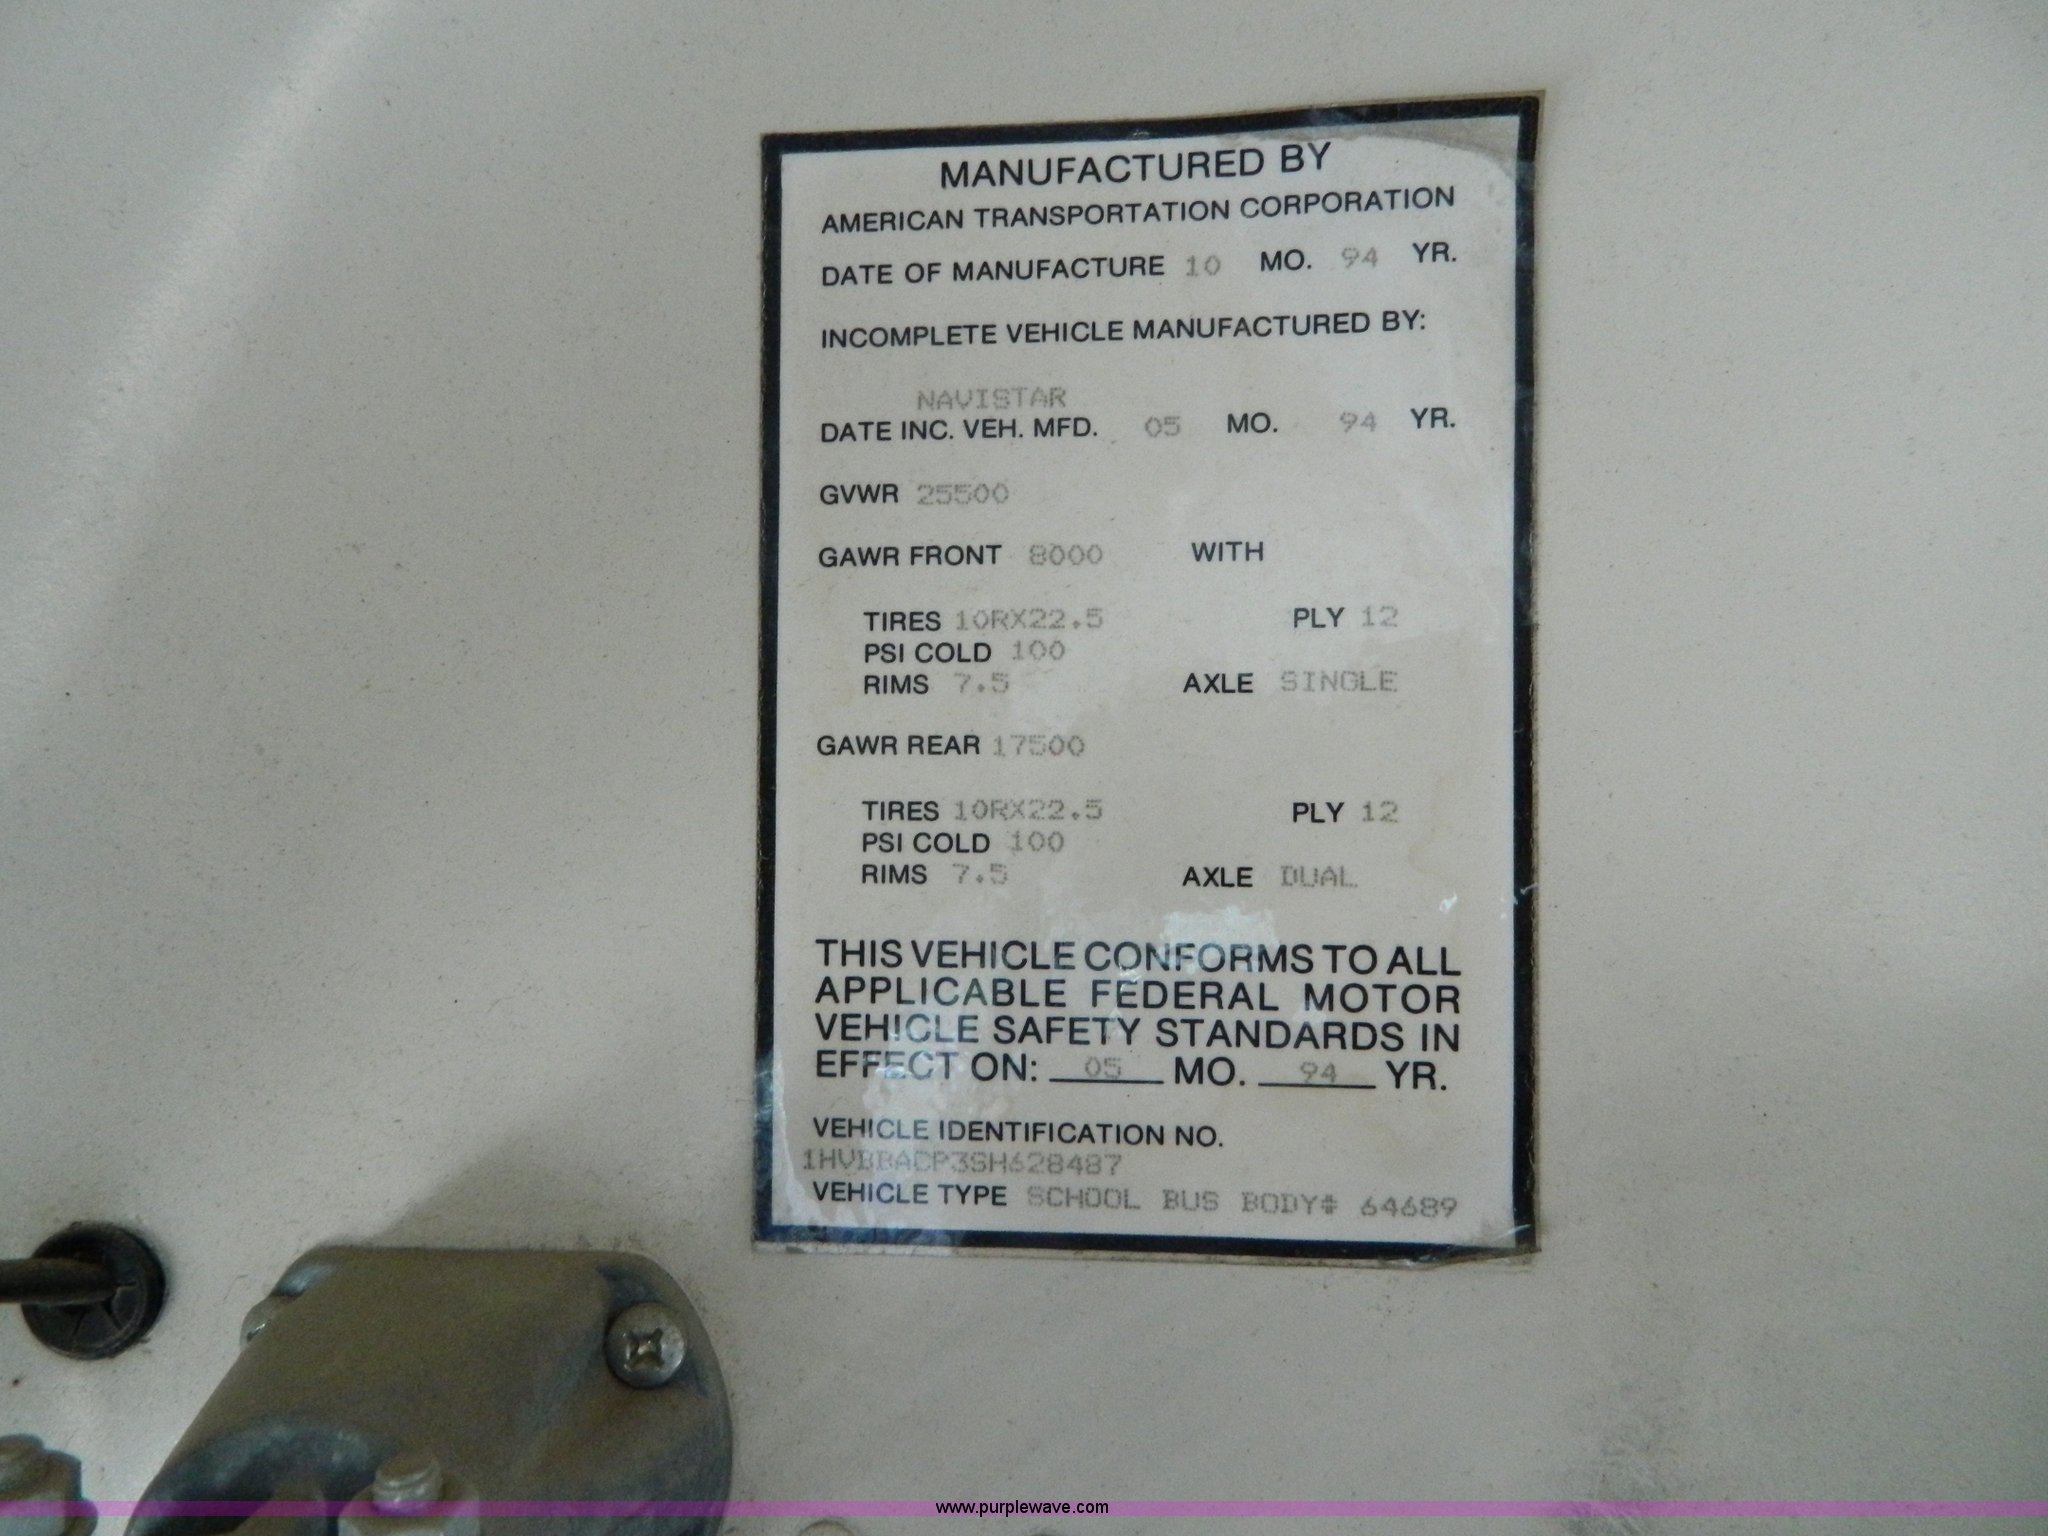 MANUFACTURED BY
AMERICAN TRANSPORTATION CORPORATION
DATE OF MANUFACTURE 10 MO. 94 YR.
INCOMPLETE VEHICLE MANUFACTURED BY:
NAVISTAR
DATE INC. VEH. MFD. 05 MO. 94 YR.
GVWR 25500
GAWR FRONT 8000 WITH
TIRES 10RX22.5 PLY 12
PSI COLD 100
RIMS 7.5 AXLE SINGLE
GAWR REAR 17500
TIRES 10RX22.5 PLY 12
PSI COLD 100
RIMS 7.5 AXLE DUAL
THIS VEHICLE CONFORMS TO ALL
APPLICABLE FEDERAL MOTOR
VEHICLE SAFETY STANDARDS IN
EFFECT ON: 05 MO. 94 YR.
VEHICLE IDENTIFICATION NO.
1HVBBACP3SH628487
VEHICLE TYPE SCHOOL BUS BODY# 64689
www.purplewave.com